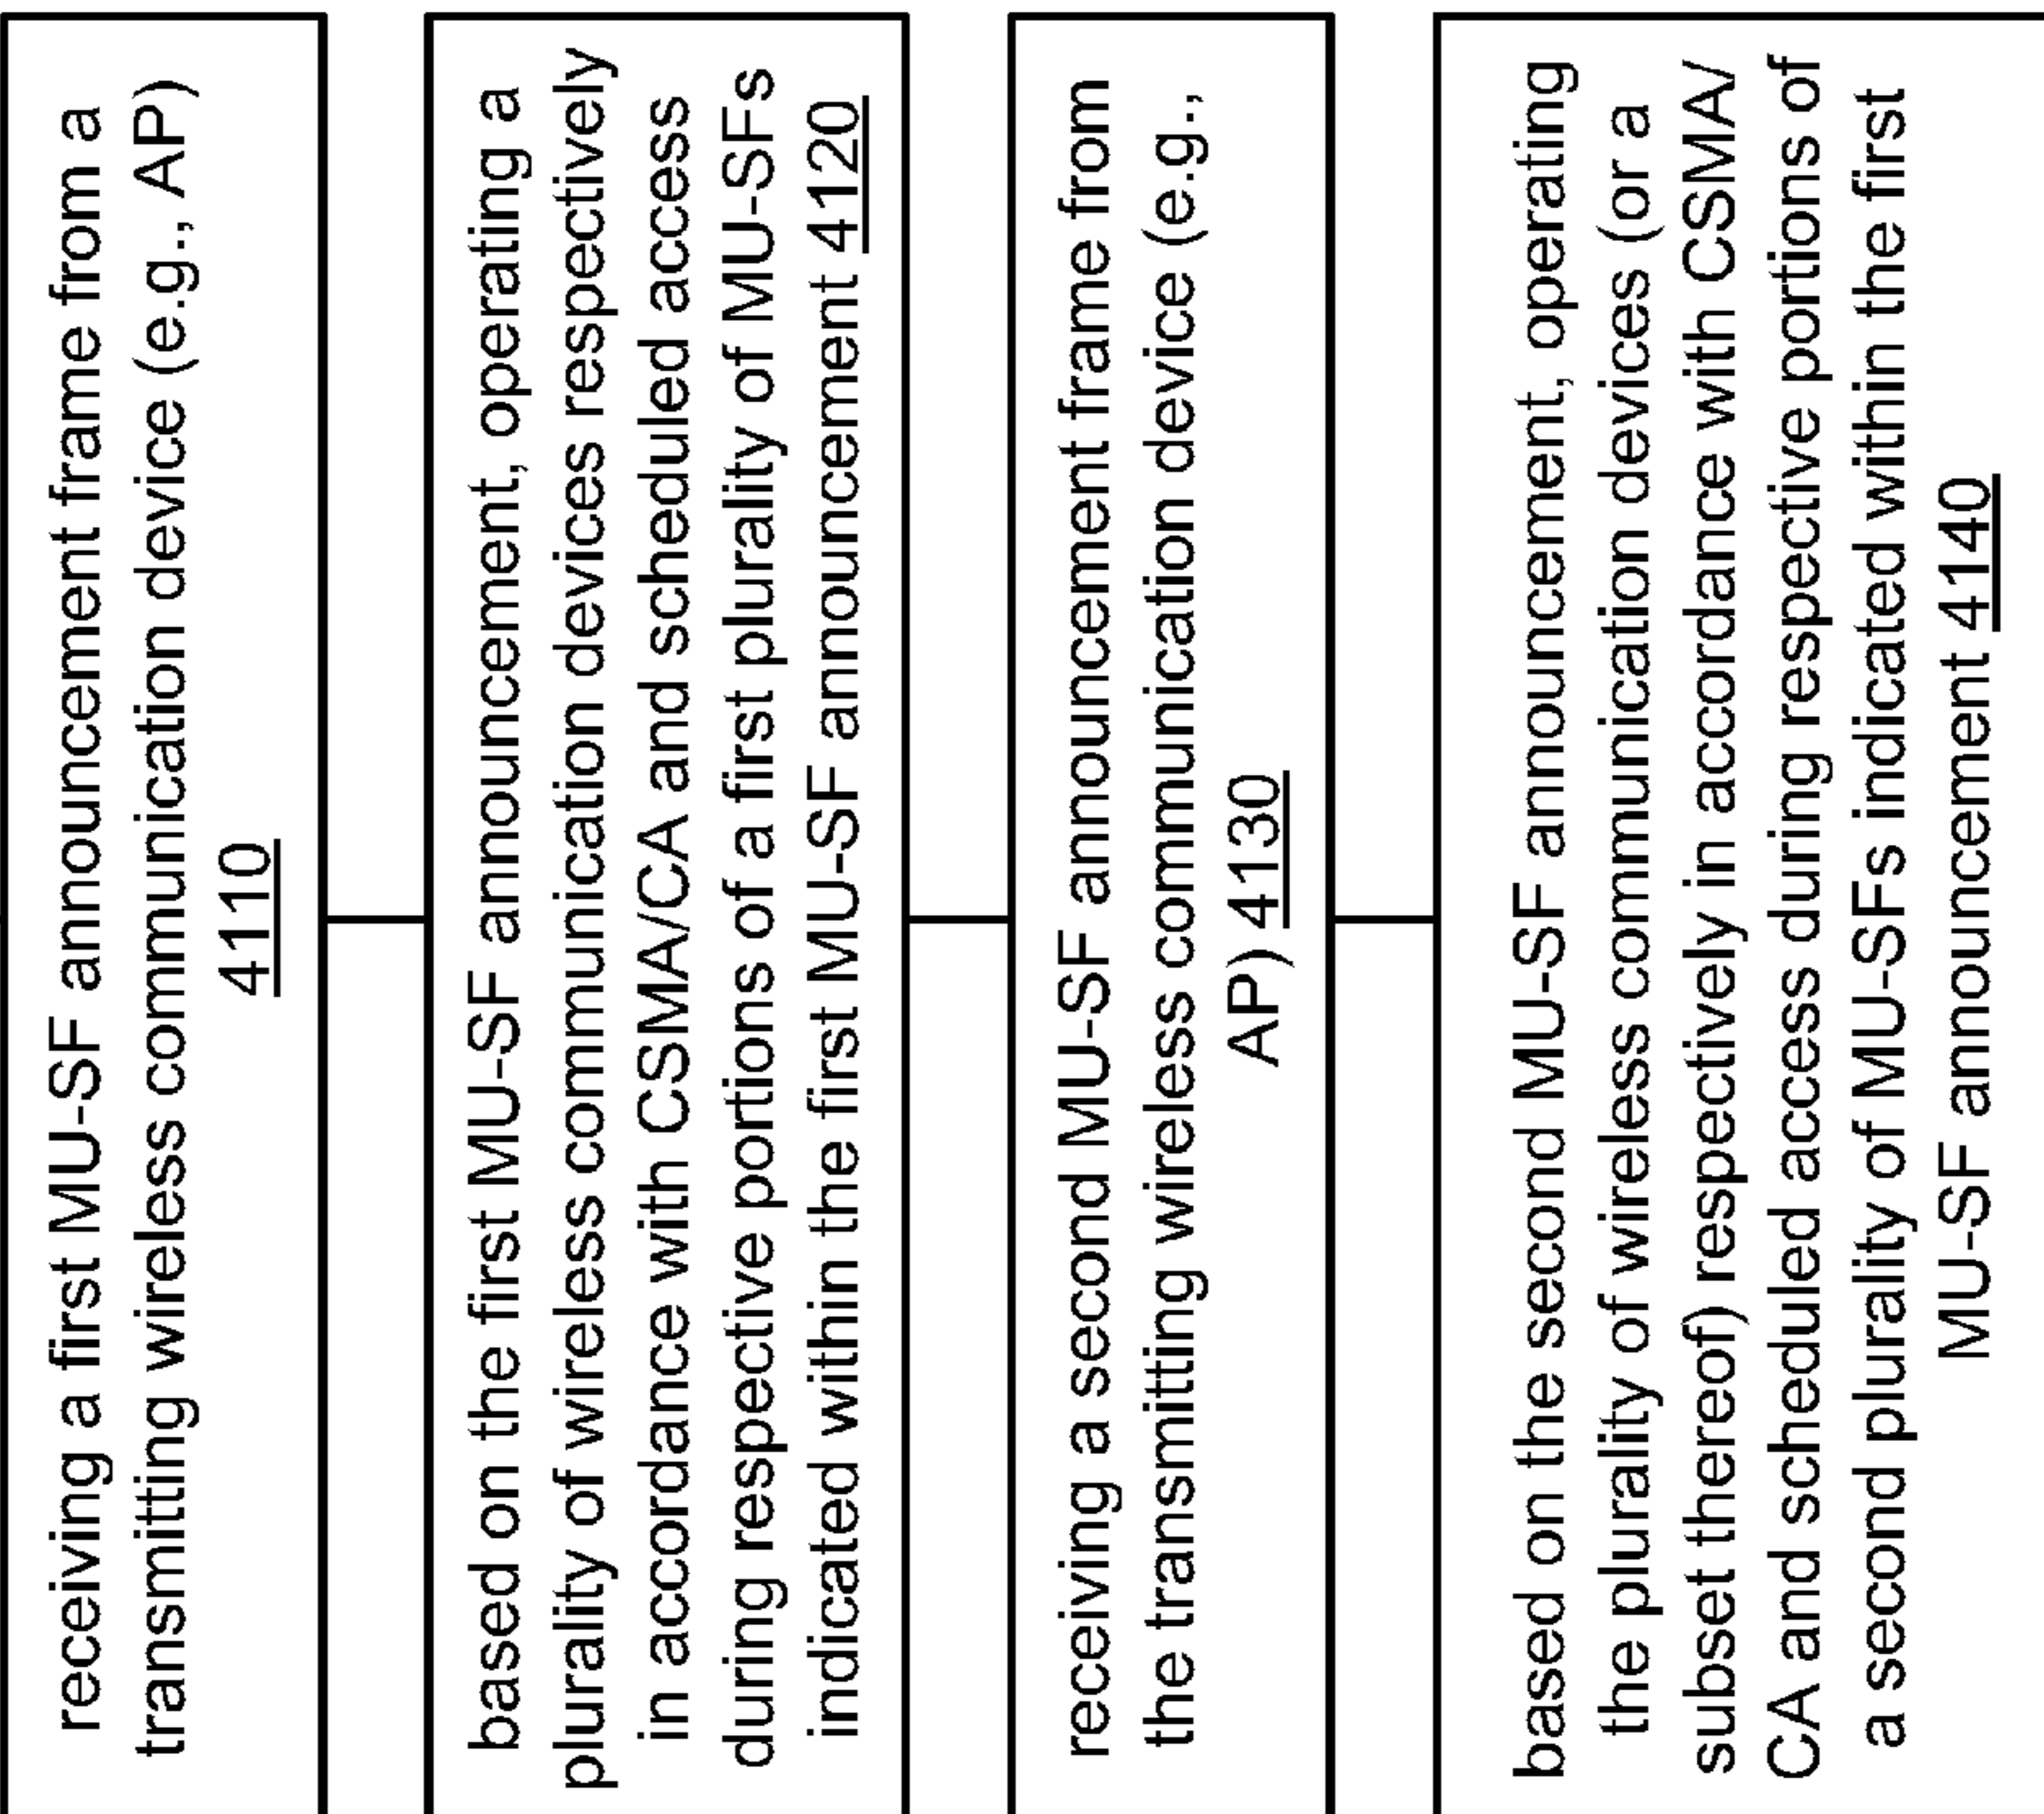 receiving a first MU-SF announcement frame from a
transmitting wireless communication device (e.g., AP)
4110
based on the first MU-SF announcement, operating a
plurality of wireless communication devices respectively
in accordance with CSMA/CA and scheduled access
during respective portions of a first plurality of MU-SFs
indicated within the first MU-SF announcement 4120
receiving a second MU-SF announcement frame from
the transmitting wireless communication device (e.g.,
AP) 4130
based on the second MU-SF announcement, operating
the plurality of wireless communication devices (or a
subset thereof) respectively in accordance with CSMA/
CA and scheduled access during respective portions of
a second plurality of MU-SFs indicated within the first
MU-SF announcement 4140